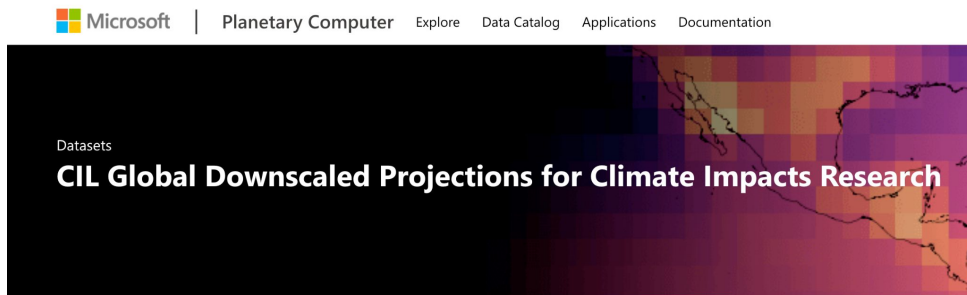 Microsoft | Planetary Computer Explore Data Catalog Applications Documentation
Datasets
CIL Global Downscaled Projections for Climate Impacts Research